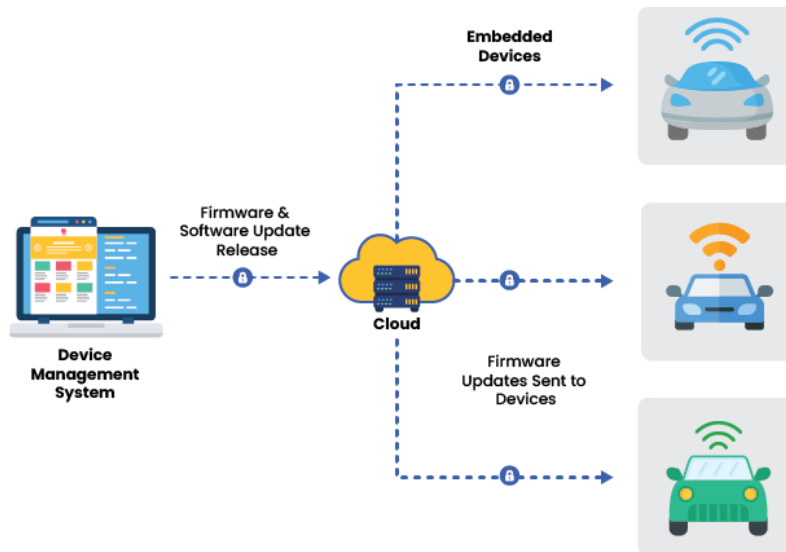 Embedded
Devices
Firmware &
Software Update
Release
Cloud
Device
Management
System
Firmware
Updates Sent to
Devices